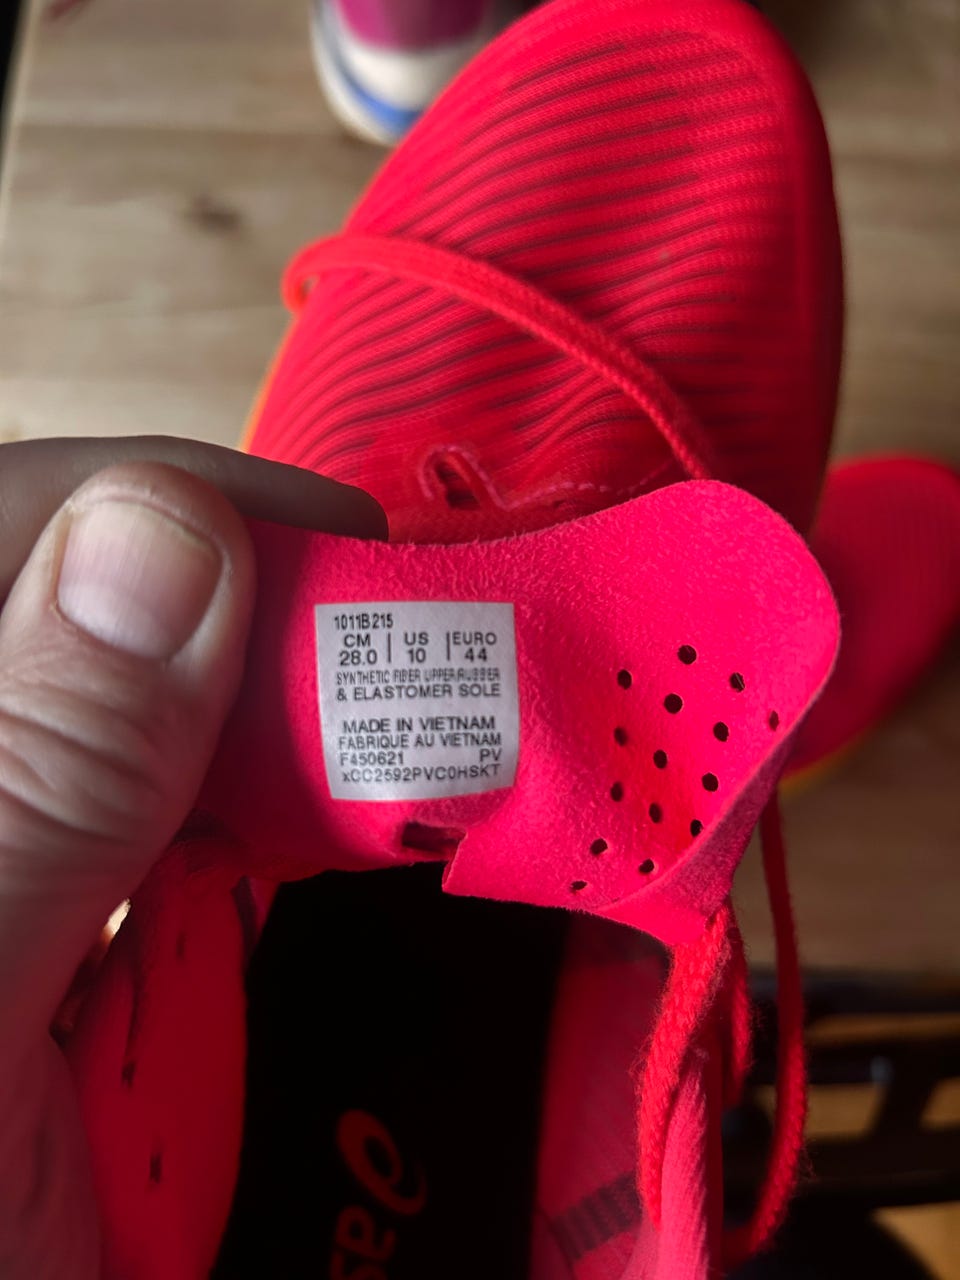 1011B215
CM | US | EURO
28.0 | 10 | 44
SYNTHETIC FIBER UPPER/RUBBER
& ELASTOMER SOLE
MADE IN VIETNAM
FABRIQUE AU VIETNAM
F450621 PV
xCC2592PVC0HSKT
as